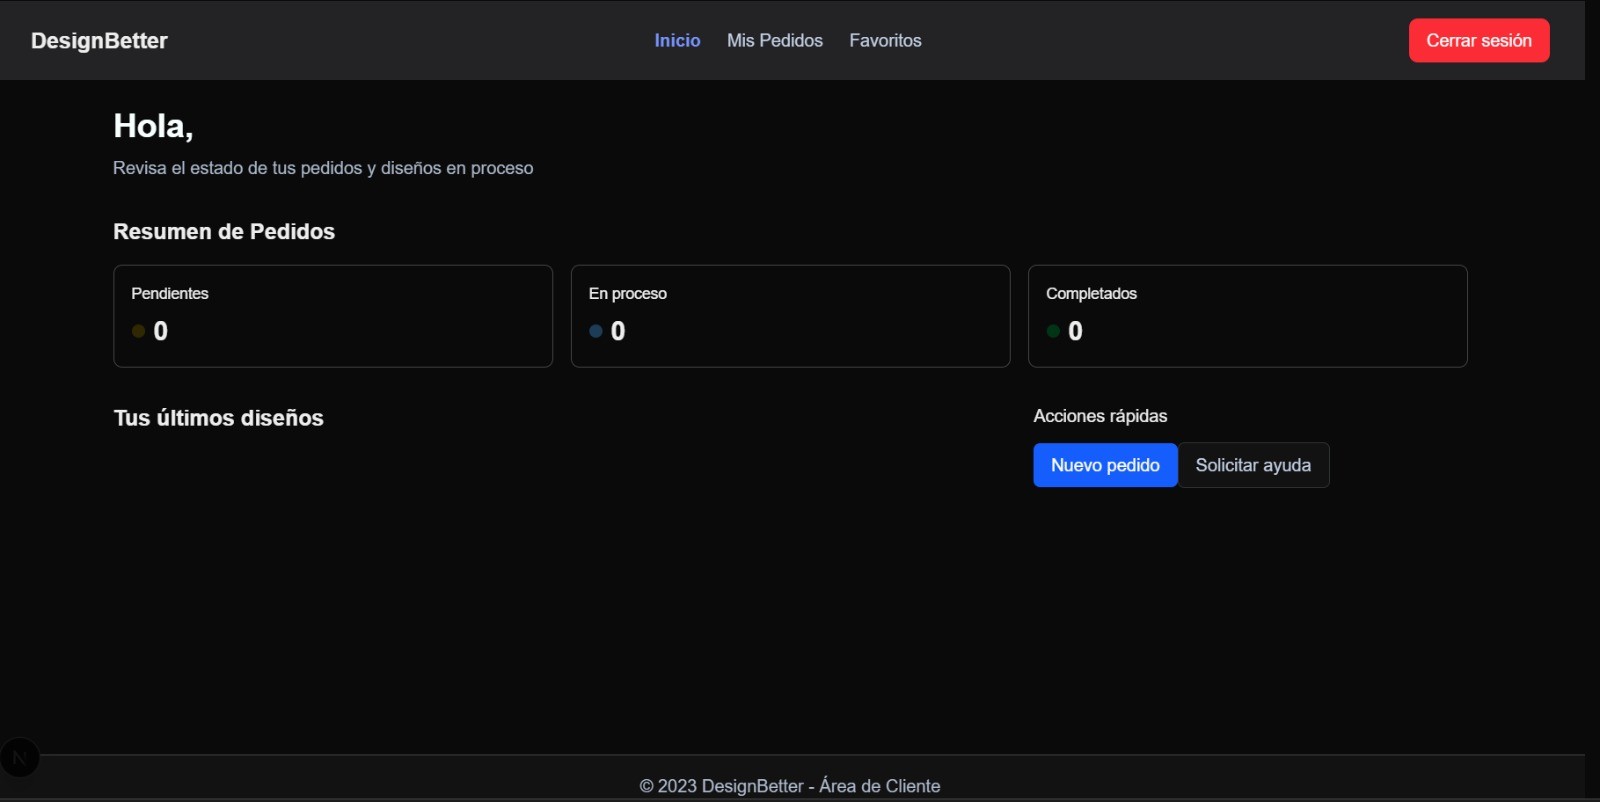 DesignBetter
Inicio Mis Pedidos Favoritos
Cerrar sesión
Hola,
Revisa el estado de tus pedidos y diseños en proceso
Resumen de Pedidos
Pendientes
0
En proceso
0
Completados
0
Tus últimos diseños
Acciones rápidas
Nuevo pedido
Solicitar ayuda
N
© 2023 DesignBetter - Área de Cliente